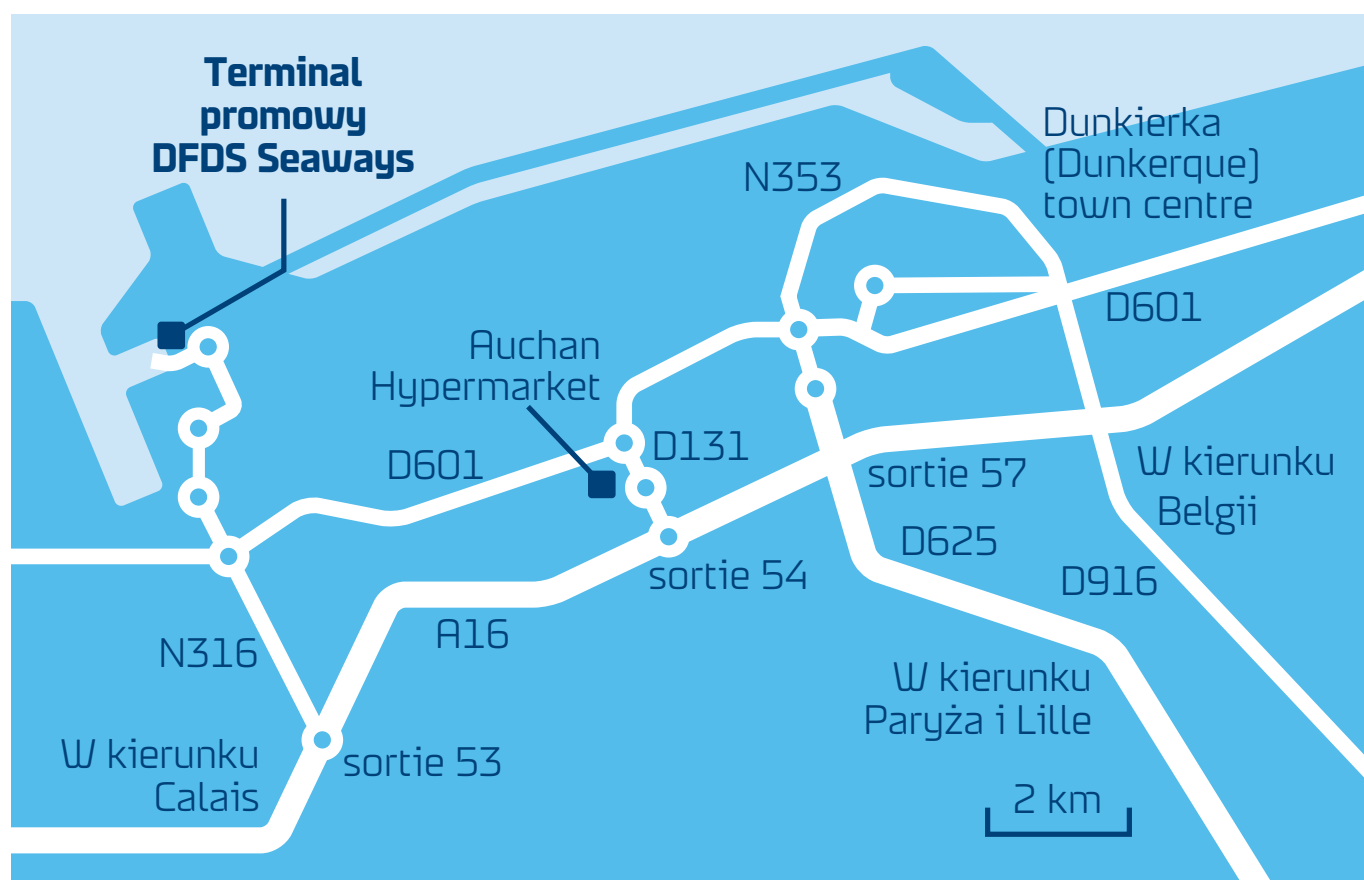 Terminal
promowy
DFDS Seaways
Dunkierka
(Dunkerque)
town centre
N353
D601
Auchan
Hypermarket
D601
D131
sortie 57
W kierunku
Belgii
D625
sortie 54
D916
A16
N316
W kierunku
Paryża i Lille
W kierunku
Calais
sortie 53
2 km